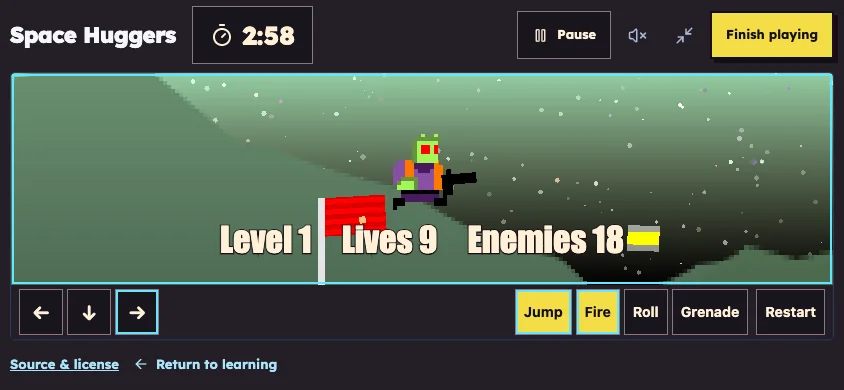 Space Huggers
2:58
Pause
Finish playing
Level 1 Lives 9 Enemies 18
Jump Fire Roll Grenade Restart
Source & license ← Return to learning